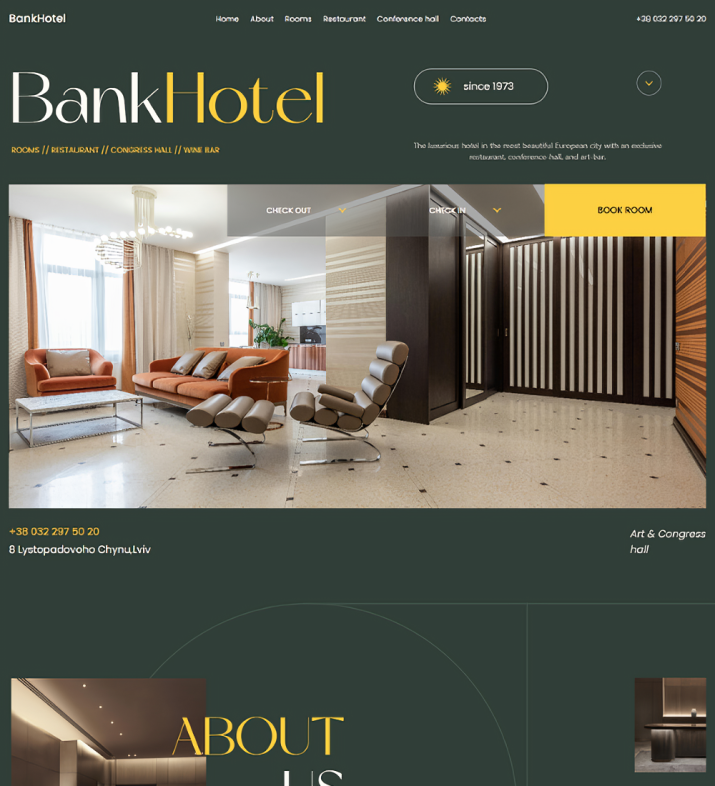 BankHotel
Home About Rooms Restaurant Conference hall Contacts
+38 032 297 50 20
BankHotel
since 1973
ROOMS // RESTAURANT // CONGRESS HALL // WINE BAR
The luxurious hotel in the most beautiful European city with an exclusive
restaurant, conference hall, and art-bar.
CHECK OUT
CHECK IN
BOOK ROOM
+38 032 297 50 20
8 Lystopadovoho Chynu,Lviv
Art & Congress
hall
ABOUT
US